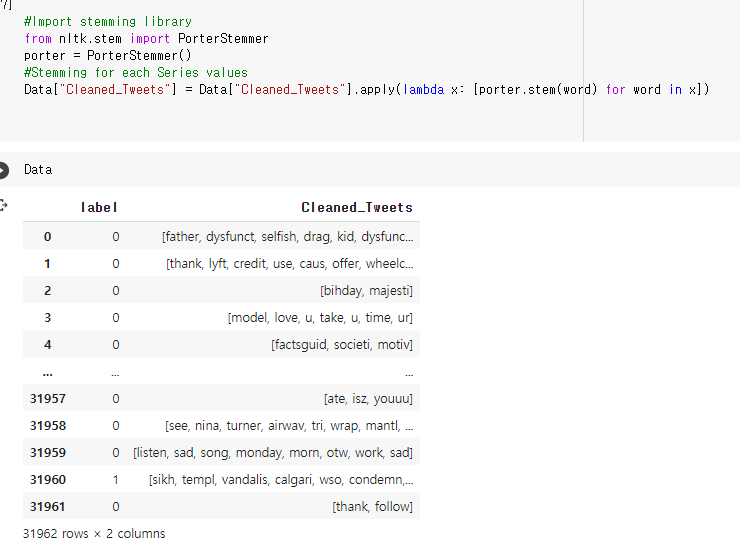 7]
#Import stemming library
from nltk.stem import PorterStemmer
porter = PorterStemmer()
#Stemming for each Series values
Data["Cleaned_Tweets"] = Data["Cleaned_Tweets"].apply(lambda x: [porter.stem(word) for word in x])
Data
label Cleaned_Tweets
0 0 [father, dysfunct, selfish, drag, kid, dysfunc...
1 0 [thank, lyft, credit, use, caus, offer, wheelc...
2 0 [bihday, majesti]
3 0 [model, love, u, take, u, time, ur]
4 0 [factsguid, societi, motiv]
... ... ...
31957 0 [ate, isz, youuu]
31958 0 [see, nina, turner, airwav, tri, wrap, mantl, ...
31959 0 [listen, sad, song, monday, morn, otw, work, sad]
31960 1 [sikh, templ, vandalis, calgari, wso, condemn,...
31961 0 [thank, follow]
31962 rows × 2 columns